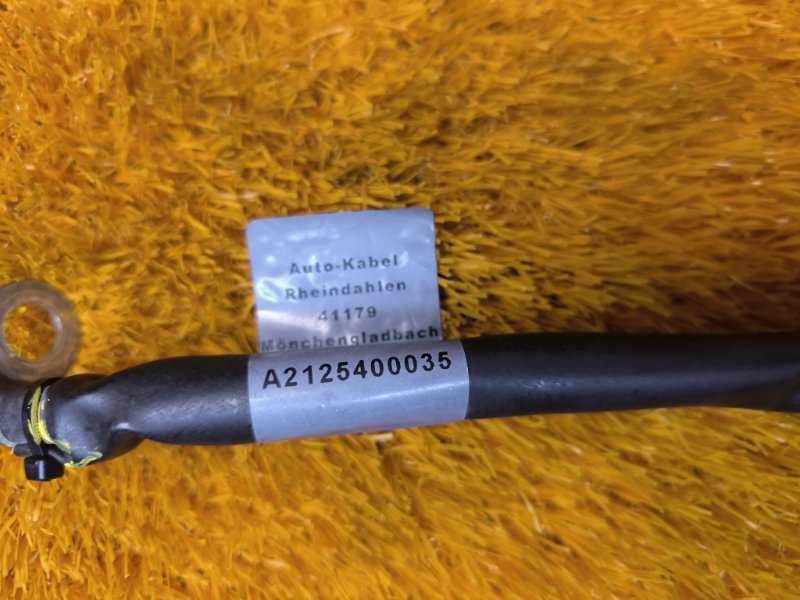 Auto-Kabel
Rheindahlen
41179
Mönchengladbach
A2125400035